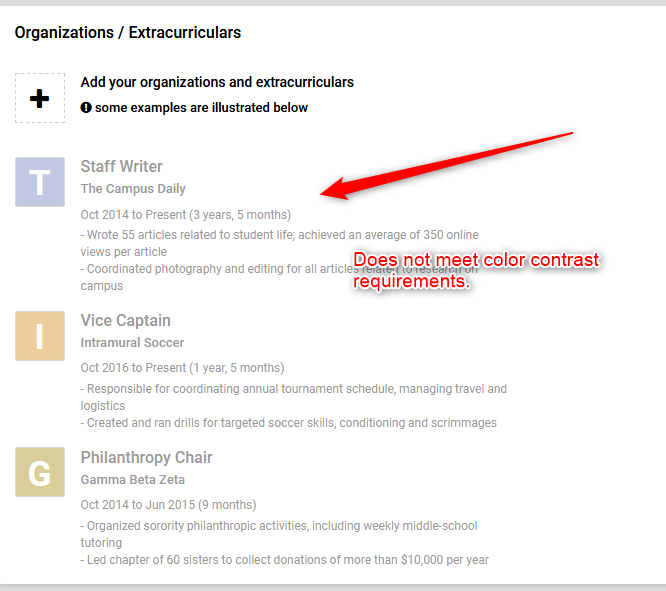 Organizations / Extracurriculars
+
Add your organizations and extracurriculars
! some examples are illustrated below
T
Staff Writer
The Campus Daily
Oct 2014 to Present (3 years, 5 months)
- Wrote 55 articles related to student life; achieved an average of 350 online
views per article
- Coordinated photography and editing for all articles related to research on
campus
Does not meet color contrast
requirements.
I
Vice Captain
Intramural Soccer
Oct 2016 to Present (1 year, 5 months)
- Responsible for coordinating annual tournament schedule, managing travel and
logistics
- Created and ran drills for targeted soccer skills, conditioning and scrimmages
G
Philanthropy Chair
Gamma Beta Zeta
Oct 2014 to Jun 2015 (9 months)
- Organized sorority philanthropic activities, including weekly middle-school
tutoring
- Led chapter of 60 sisters to collect donations of more than $10,000 per year